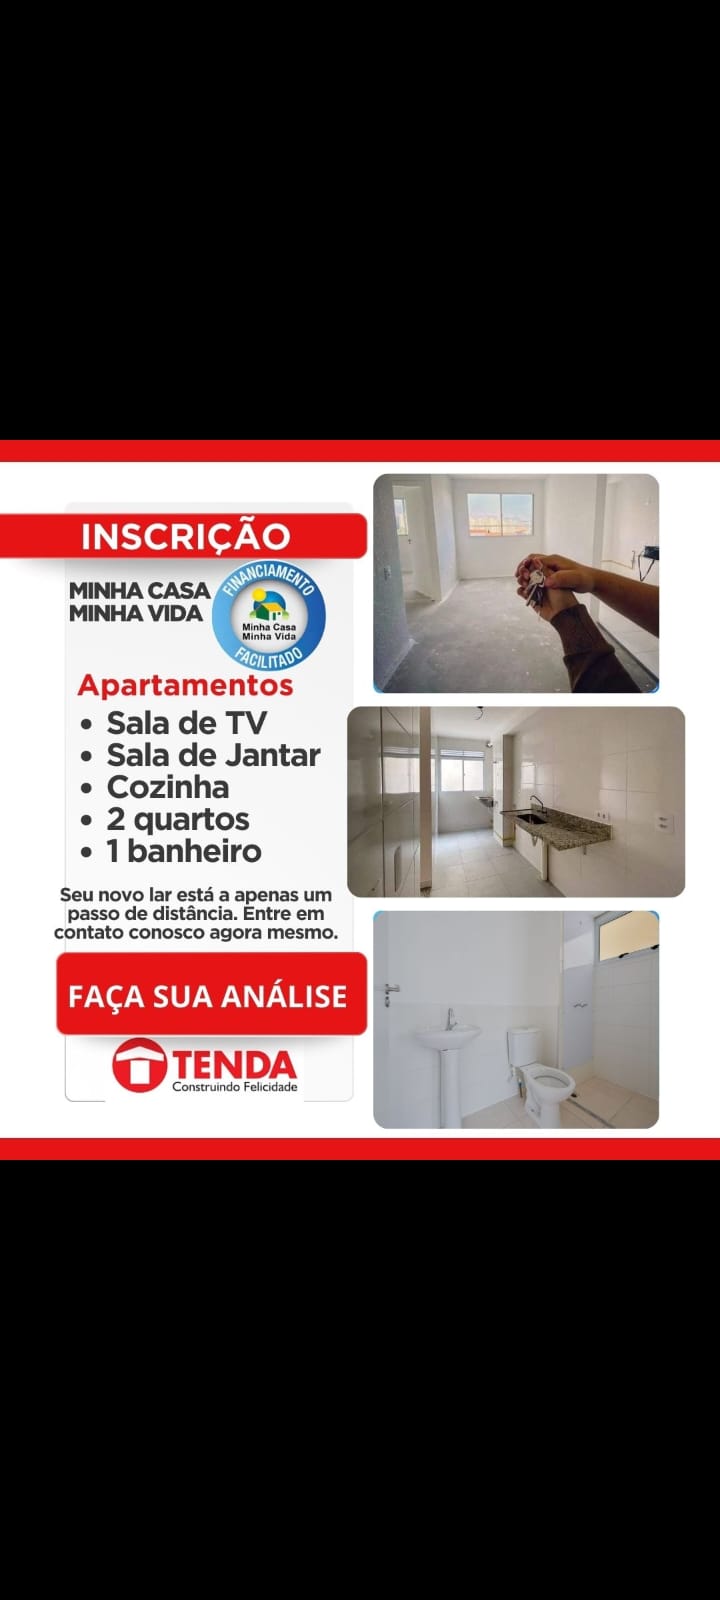 INSCRIÇÃO
MINHA CASA
MINHA VIDA
FINANCIAMENTO
Minha Casa
Minha Vida
FACILITADO
Apartamentos
• Sala de TV
• Sala de Jantar
• Cozinha
• 2 quartos
• 1 banheiro
Seu novo lar está a apenas um
passo de distância. Entre em
contato conosco agora mesmo.
FAÇA SUA ANÁLISE
TENDA
Construindo Felicidade